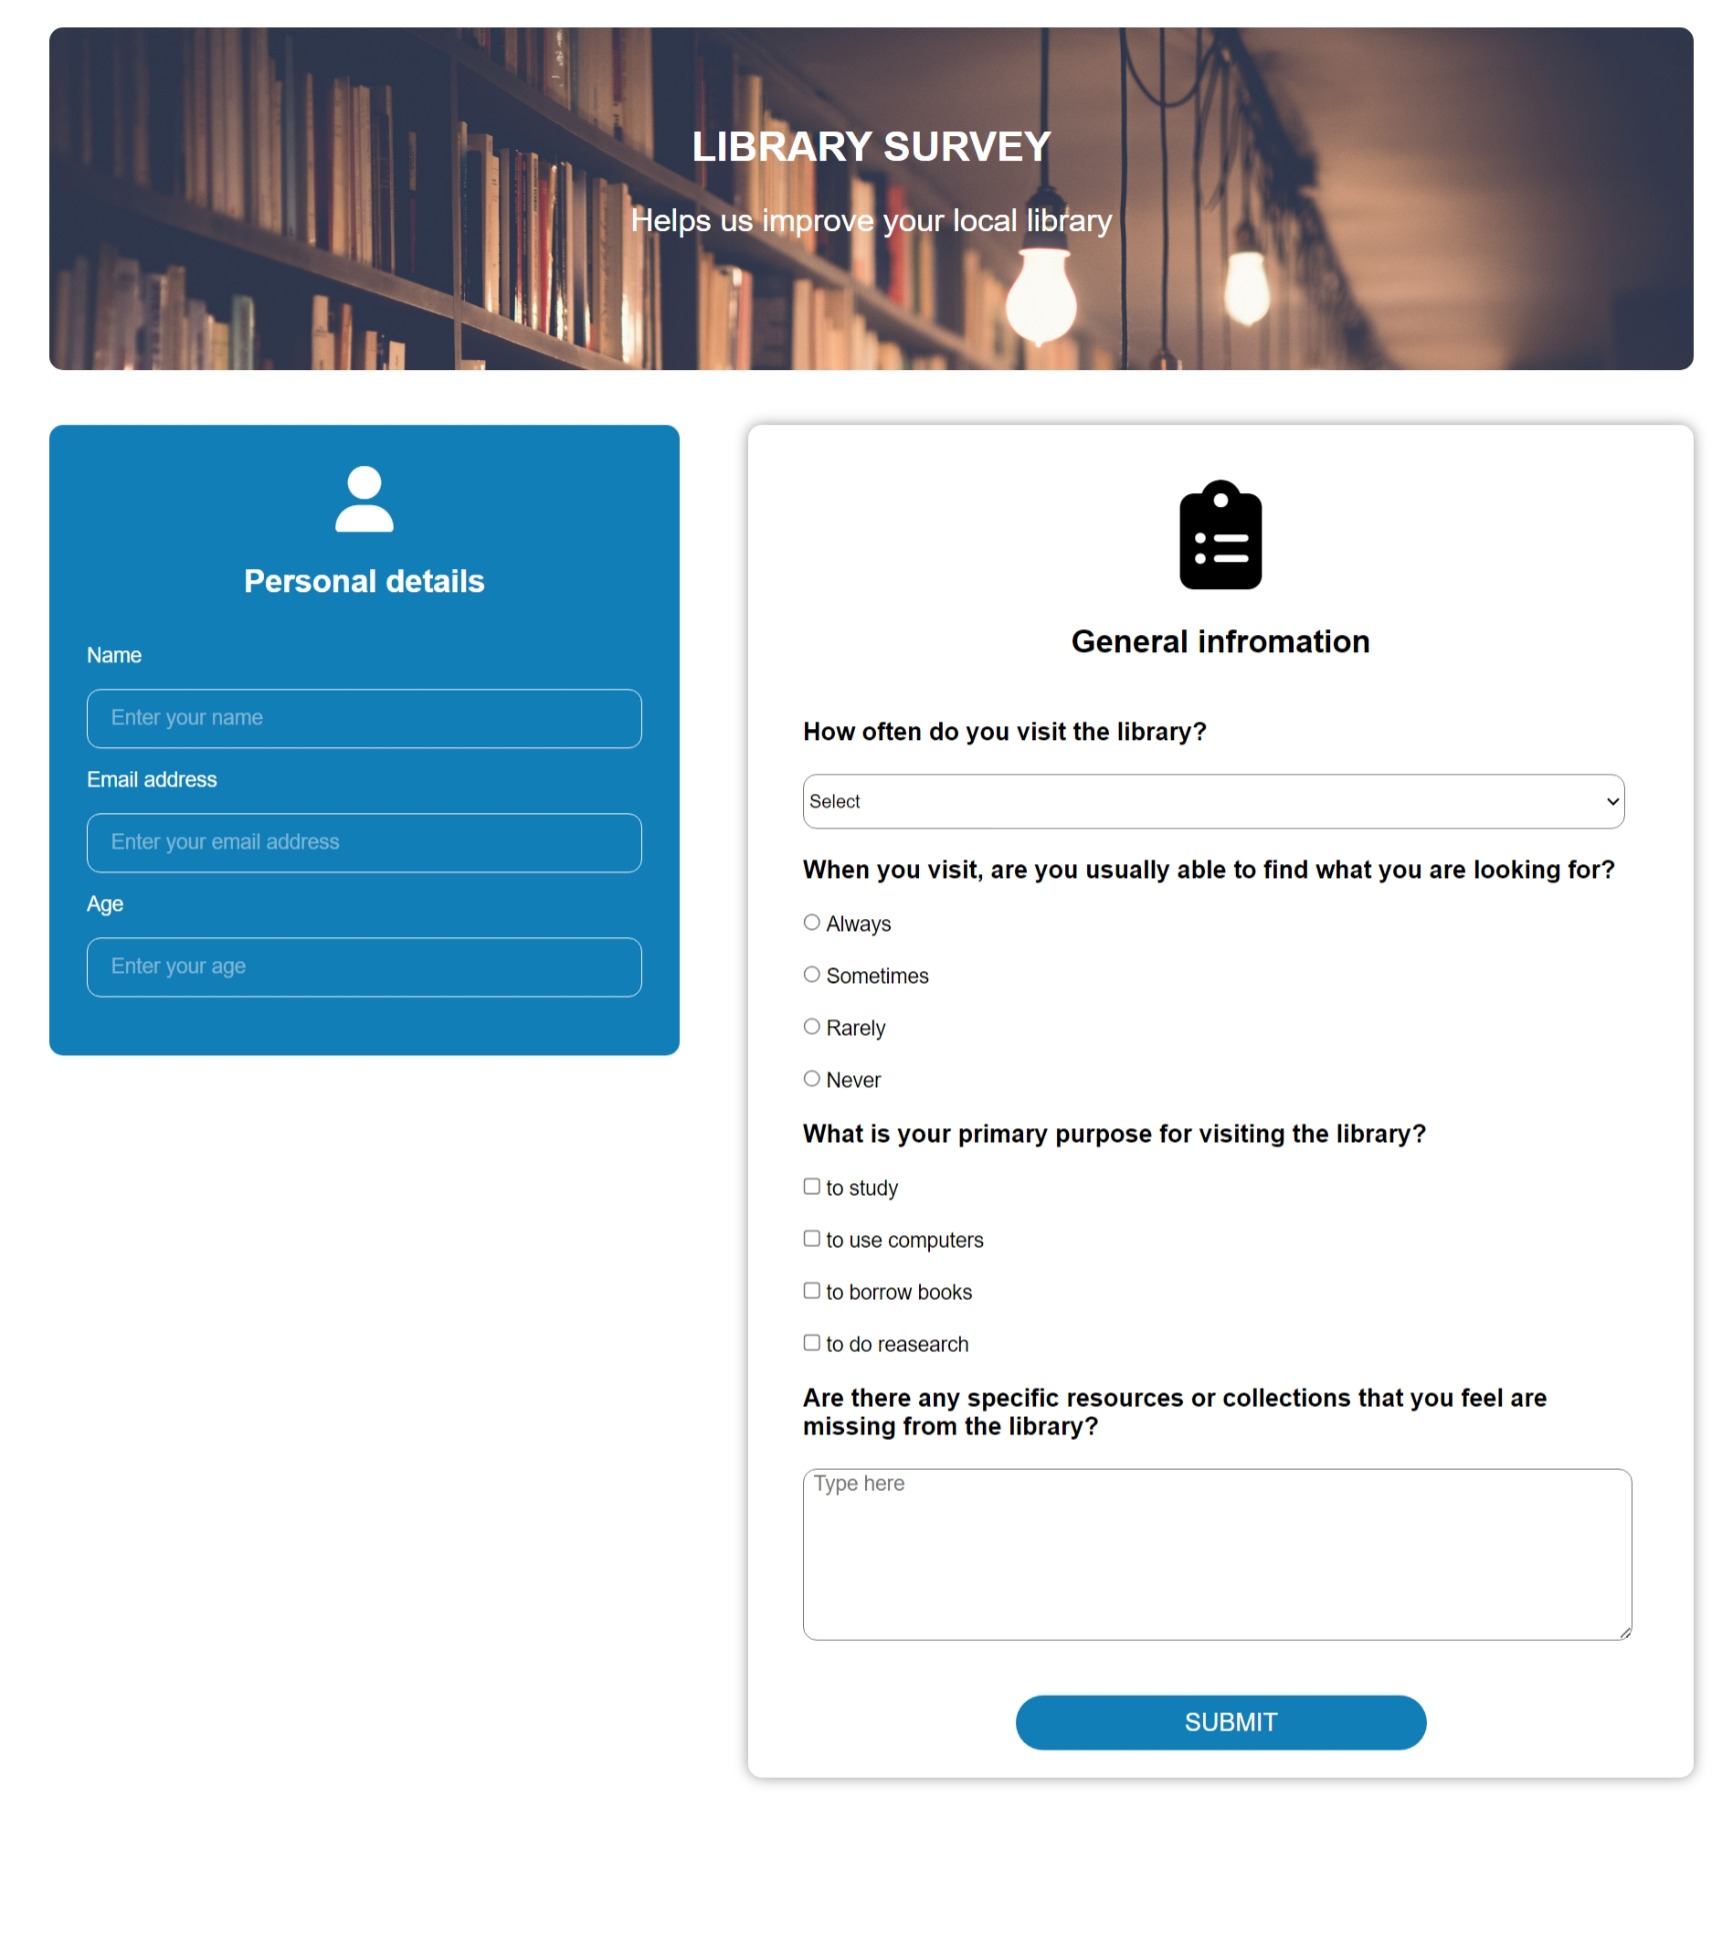 LIBRARY SURVEY
Helps us improve your local library
Personal details
Name
Enter your name
Email address
Enter your email address
Age
Enter your age
General infromation
How often do you visit the library?
Select
When you visit, are you usually able to find what you are looking for?
Always
Sometimes
Rarely
Never
What is your primary purpose for visiting the library?
to study
to use computers
to borrow books
to do reasearch
Are there any specific resources or collections that you feel are
missing from the library?
Type here
SUBMIT